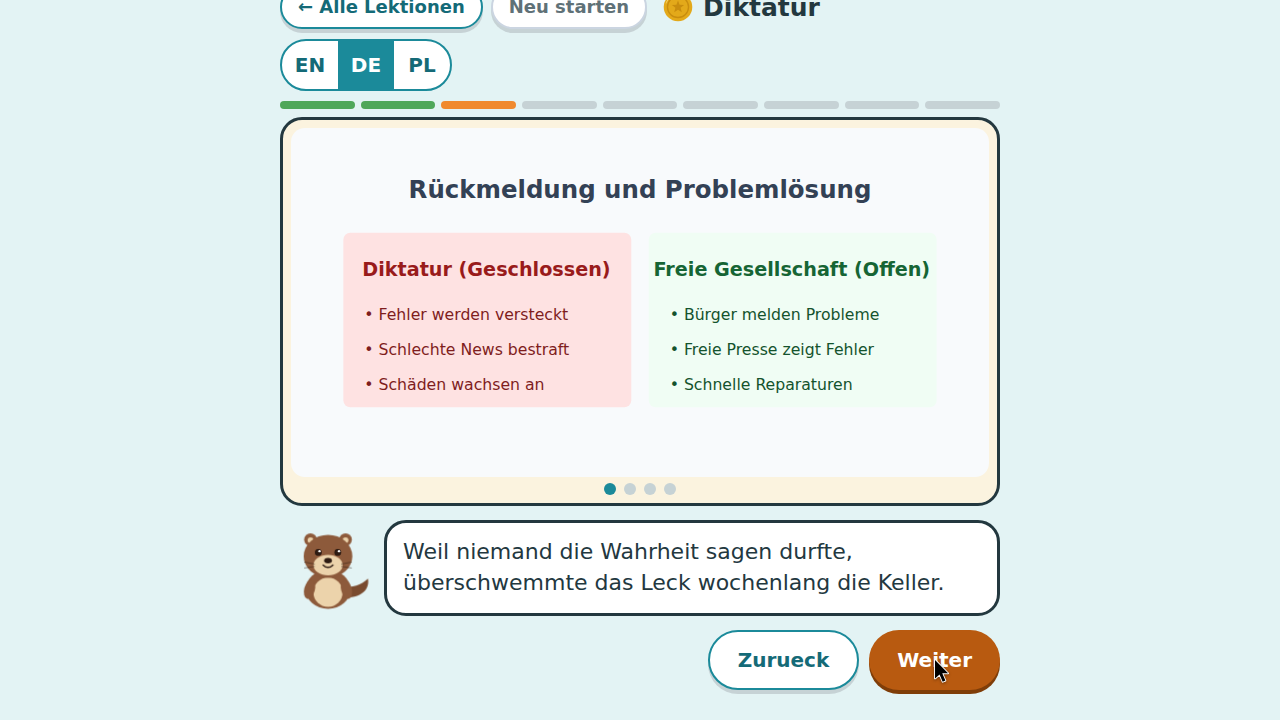 ← Alle Lektionen
Neu starten
Diktatur
EN DE PL
Rückmeldung und Problemlösung
Diktatur (Geschlossen)
• Fehler werden versteckt
• Schlechte News bestraft
• Schäden wachsen an
Freie Gesellschaft (Offen)
• Bürger melden Probleme
• Freie Presse zeigt Fehler
• Schnelle Reparaturen
Weil niemand die Wahrheit sagen durfte,
überschwemmte das Leck wochenlang die Keller.
Zurueck
Weiter